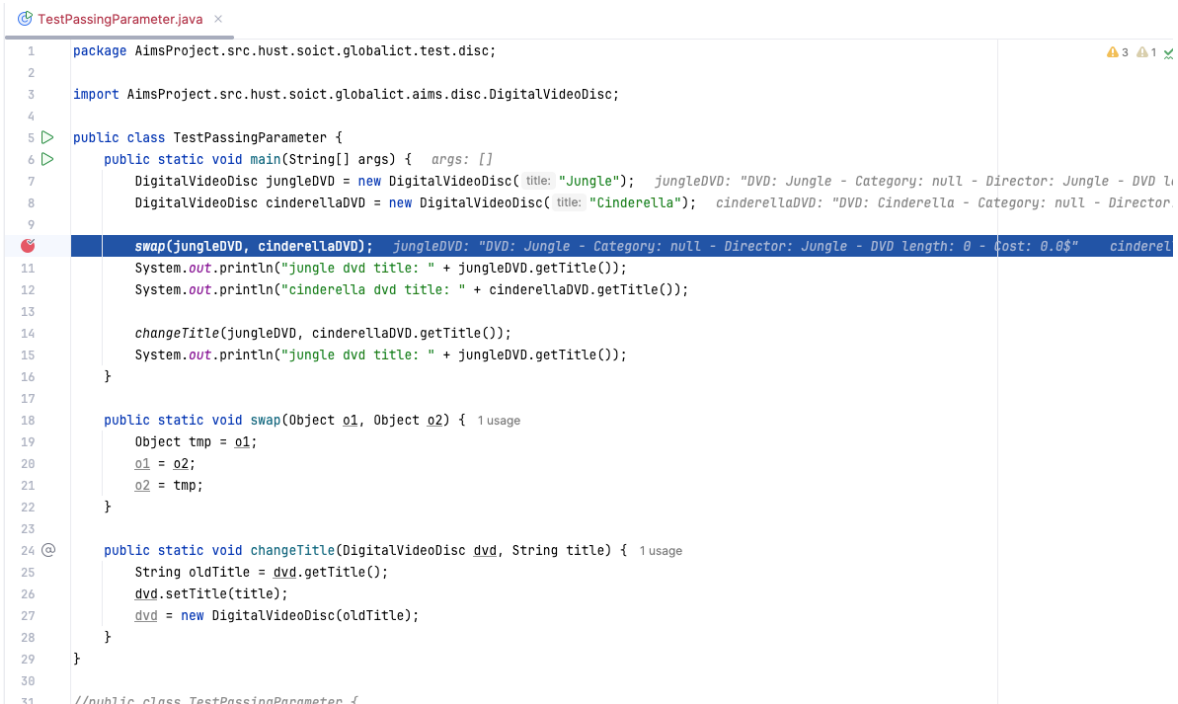 TestPassingParameter.java ×
1 package AimsProject.src.hust.soict.globalict.test.disc;
2
3 import AimsProject.src.hust.soict.globalict.aims.disc.DigitalVideoDisc;
4
5 public class TestPassingParameter {
6 public static void main(String[] args) { args: []
7 DigitalVideoDisc jungleDVD = new DigitalVideoDisc( title: "Jungle"); jungleDVD: "DVD: Jungle - Category: null - Director: Jungle - DVD l
8 DigitalVideoDisc cinderellaDVD = new DigitalVideoDisc( title: "Cinderella"); cinderellaDVD: "DVD: Cinderella - Category: null - Director
9
swap(jungleDVD, cinderellaDVD); jungleDVD: "DVD: Jungle - Category: null - Director: Jungle - DVD length: 0 - Cost: 0.0$" cinderel
11 System.out.println("jungle dvd title: " + jungleDVD.getTitle());
12 System.out.println("cinderella dvd title: " + cinderellaDVD.getTitle());
13
14 changeTitle(jungleDVD, cinderellaDVD.getTitle());
15 System.out.println("jungle dvd title: " + jungleDVD.getTitle());
16 }
17
18 public static void swap(Object o1, Object o2) { 1 usage
19 Object tmp = o1;
20 o1 = o2;
21 o2 = tmp;
22 }
23
24 @ public static void changeTitle(DigitalVideoDisc dvd, String title) { 1 usage
25 String oldTitle = dvd.getTitle();
26 dvd.setTitle(title);
27 dvd = new DigitalVideoDisc(oldTitle);
28 }
29 }
30
31 //public class TestPassingParameter {
3 1